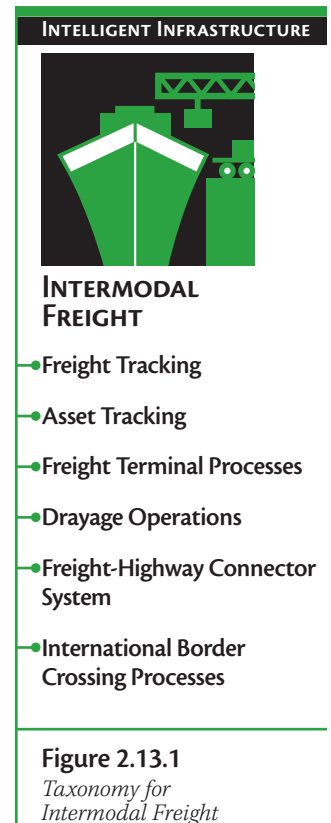 Intelligent Infrastructure
Intermodal
Freight
Freight Tracking
Asset Tracking
Freight Terminal Processes
Drayage Operations
Freight-Highway Connector
System
International Border
Crossing Processes
Figure 2.13.1
Taxonomy for
Intermodal Freight